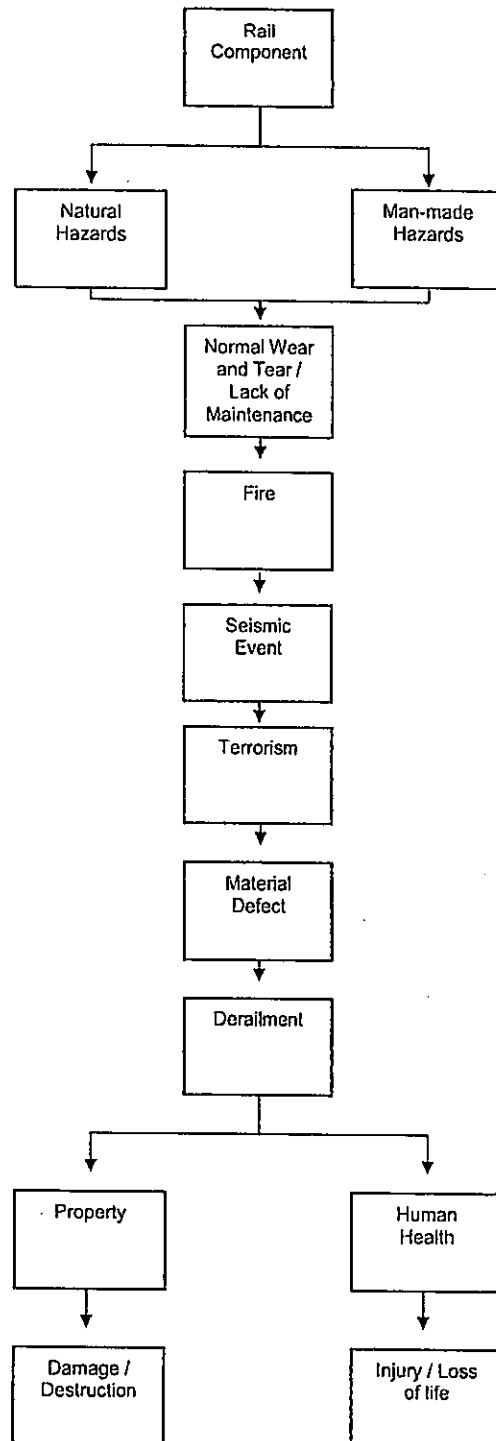 Rail
Component
Natural
Hazards
Man-made
Hazards
Normal Wear
and Tear /
Lack of
Maintenance
Fire
Seismic
Event
Terrorism
Material
Defect
Derailment
Property
Human
Health
Damage /
Destruction
Injury / Loss
of life